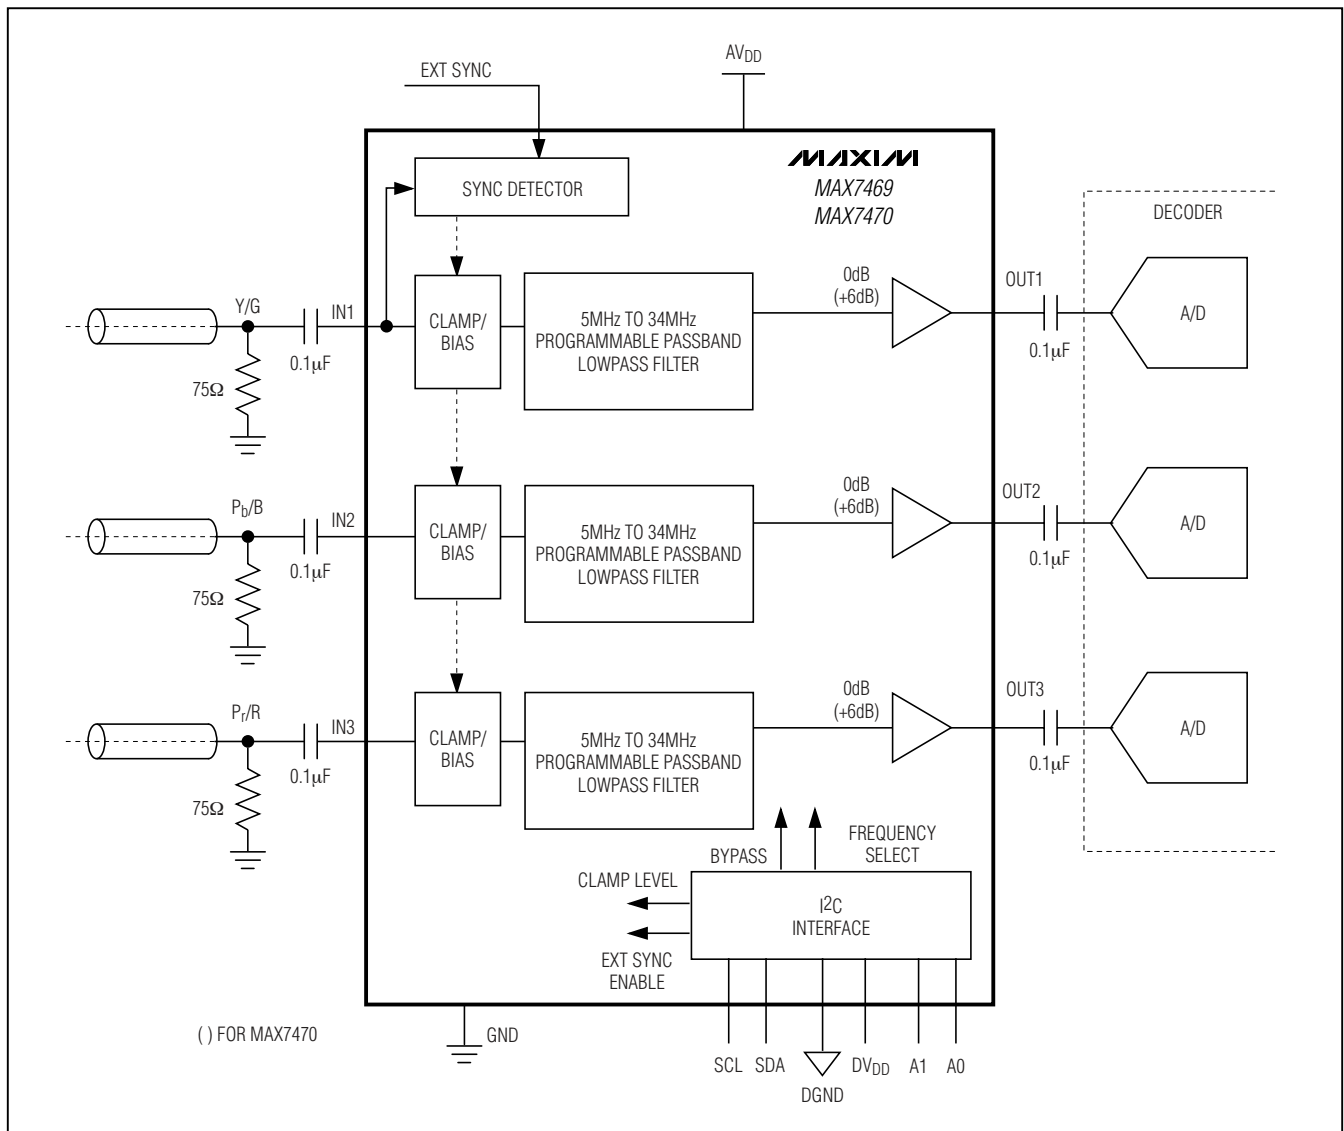 EXT SYNC
AVDD
MAXIM
MAX7469
MAX7470
SYNC DETECTOR
DECODER
Y/G
IN1
0.1µF
75Ω
CLAMP/
BIAS
5MHz TO 34MHz
PROGRAMMABLE PASSBAND
LOWPASS FILTER
0dB
(+6dB)
OUT1
0.1µF
A/D
Pb/B
IN2
0.1µF
75Ω
CLAMP/
BIAS
5MHz TO 34MHz
PROGRAMMABLE PASSBAND
LOWPASS FILTER
0dB
(+6dB)
OUT2
0.1µF
A/D
Pr/R
IN3
0.1µF
75Ω
CLAMP/
BIAS
5MHz TO 34MHz
PROGRAMMABLE PASSBAND
LOWPASS FILTER
0dB
(+6dB)
OUT3
0.1µF
A/D
BYPASS
FREQUENCY
SELECT
CLAMP LEVEL
EXT SYNC
ENABLE
I2C
INTERFACE
( ) FOR MAX7470
GND
SCL
SDA
DGND
DVDD
A1
A0